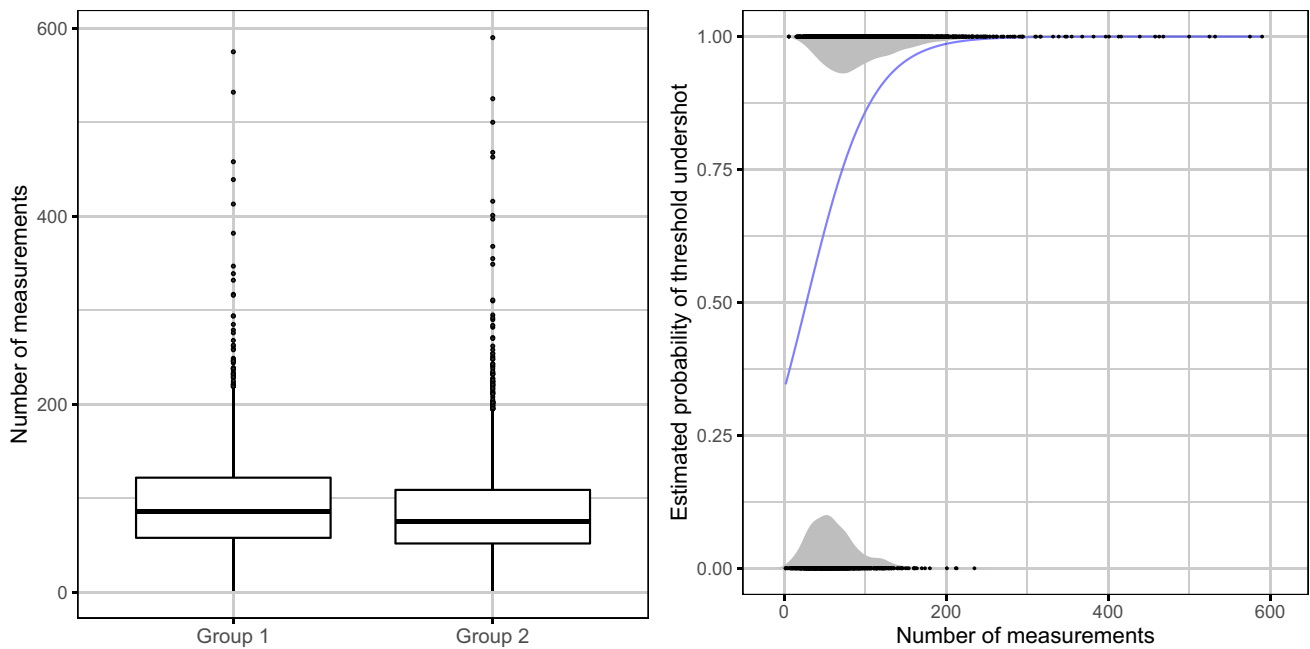 Number of measurements
600
400
200
0
Group 1
Group 2
Estimated probability of threshold undershot
1.00
0.75
0.50
0.25
0.00
0
200
400
600
Number of measurements